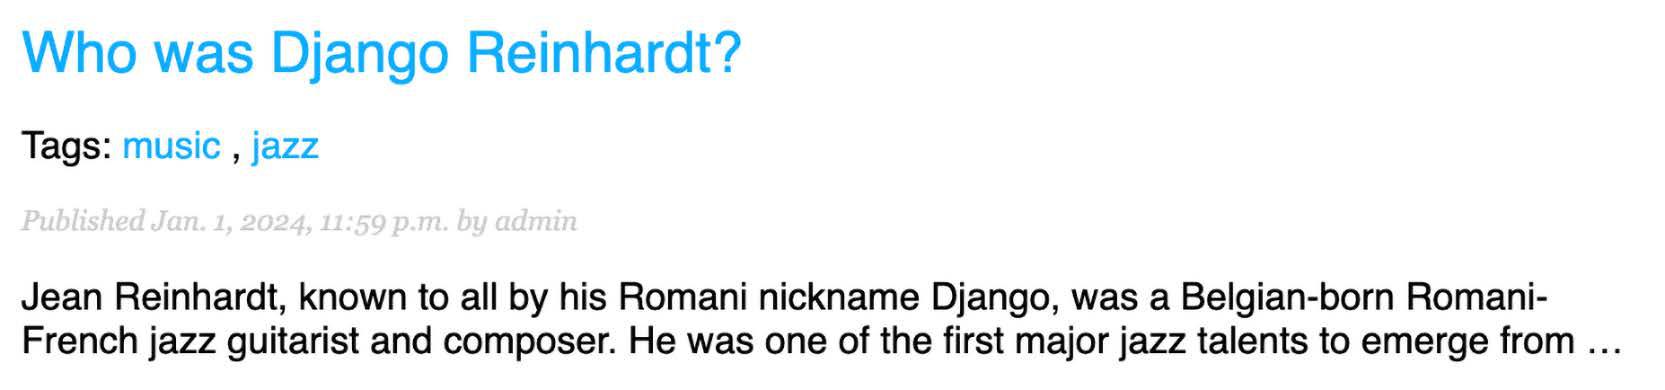 Who was Django Reinhardt?
Tags: music , jazz
Published Jan. 1, 2024, 11:59 p.m. by admin
Jean Reinhardt, known to all by his Romani nickname Django, was a Belgian-born Romani-
French jazz guitarist and composer. He was one of the first major jazz talents to emerge from …